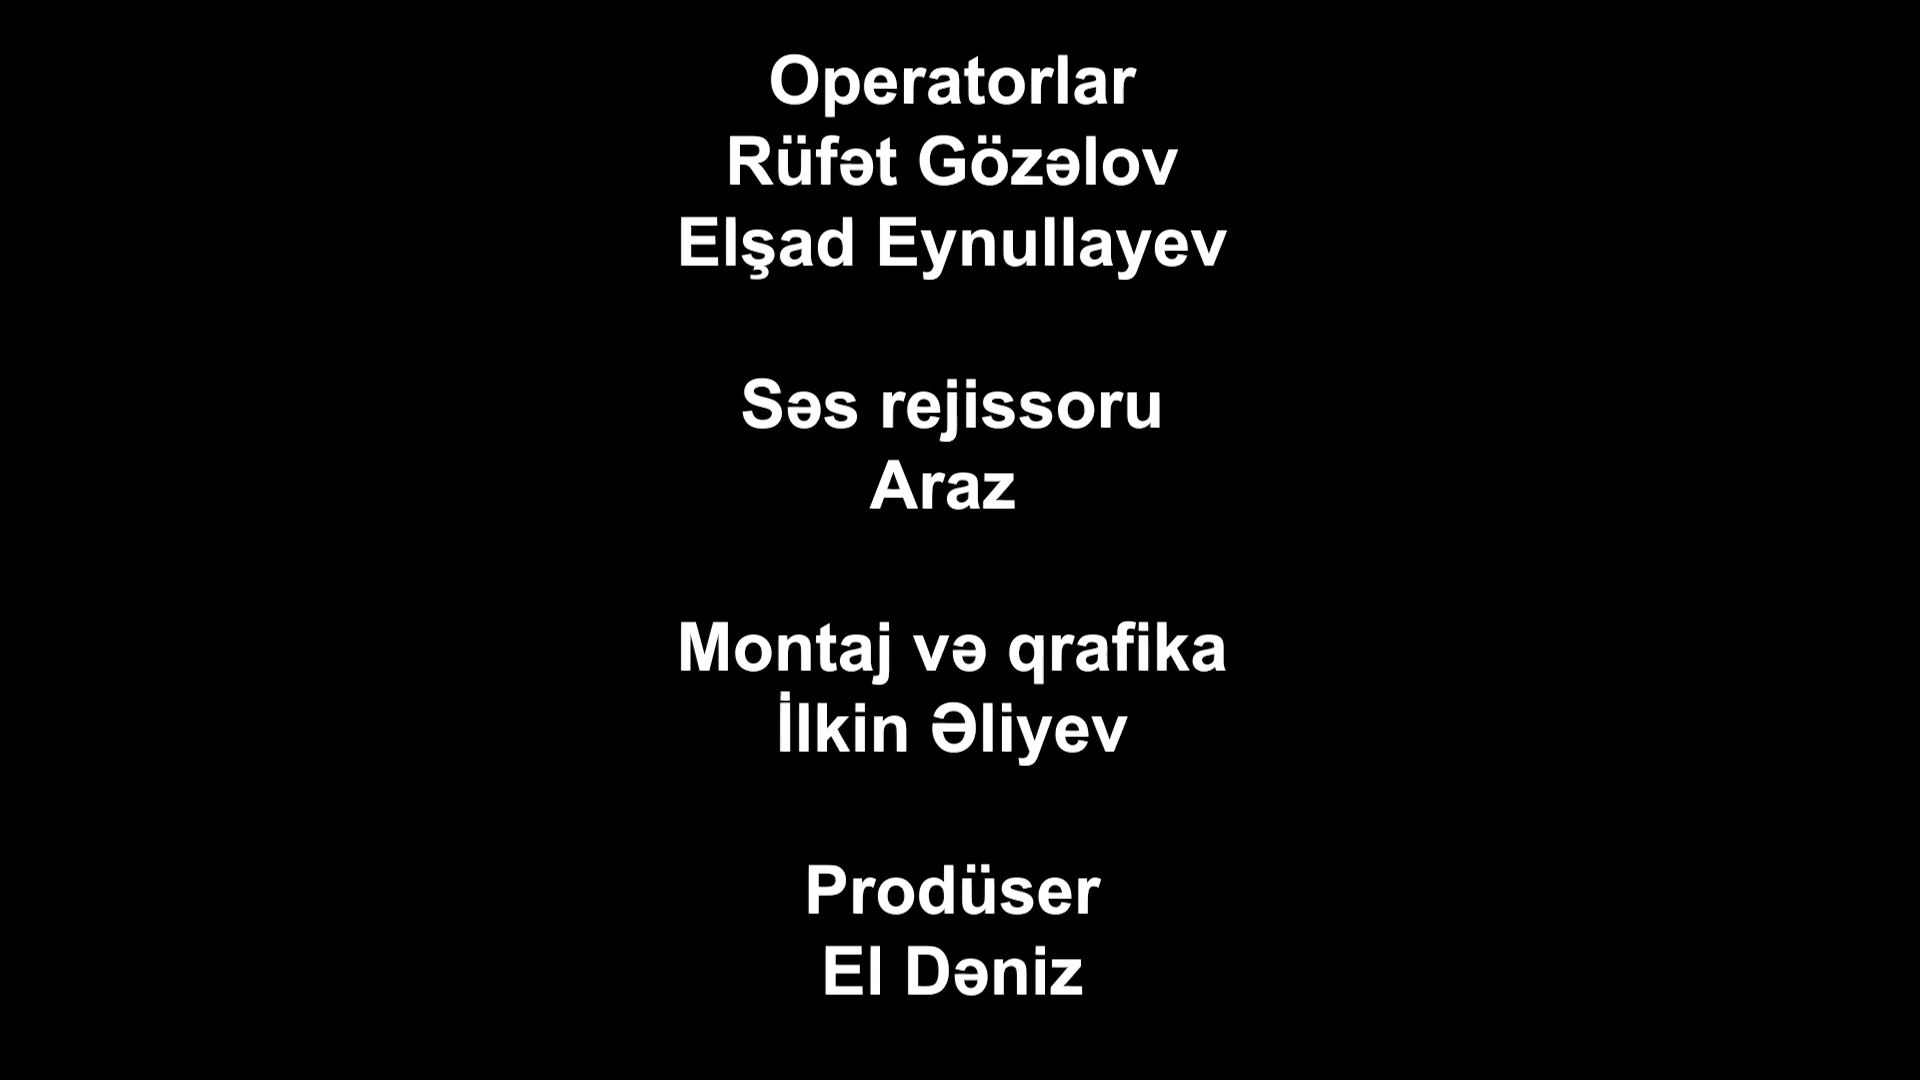 Operatorlar
Rüfət Gözəlov
Elşad Eynullayev
Səs rejissoru
Araz
Montaj və qrafika
İlkin Əliyev
Prodüser
El Dəniz